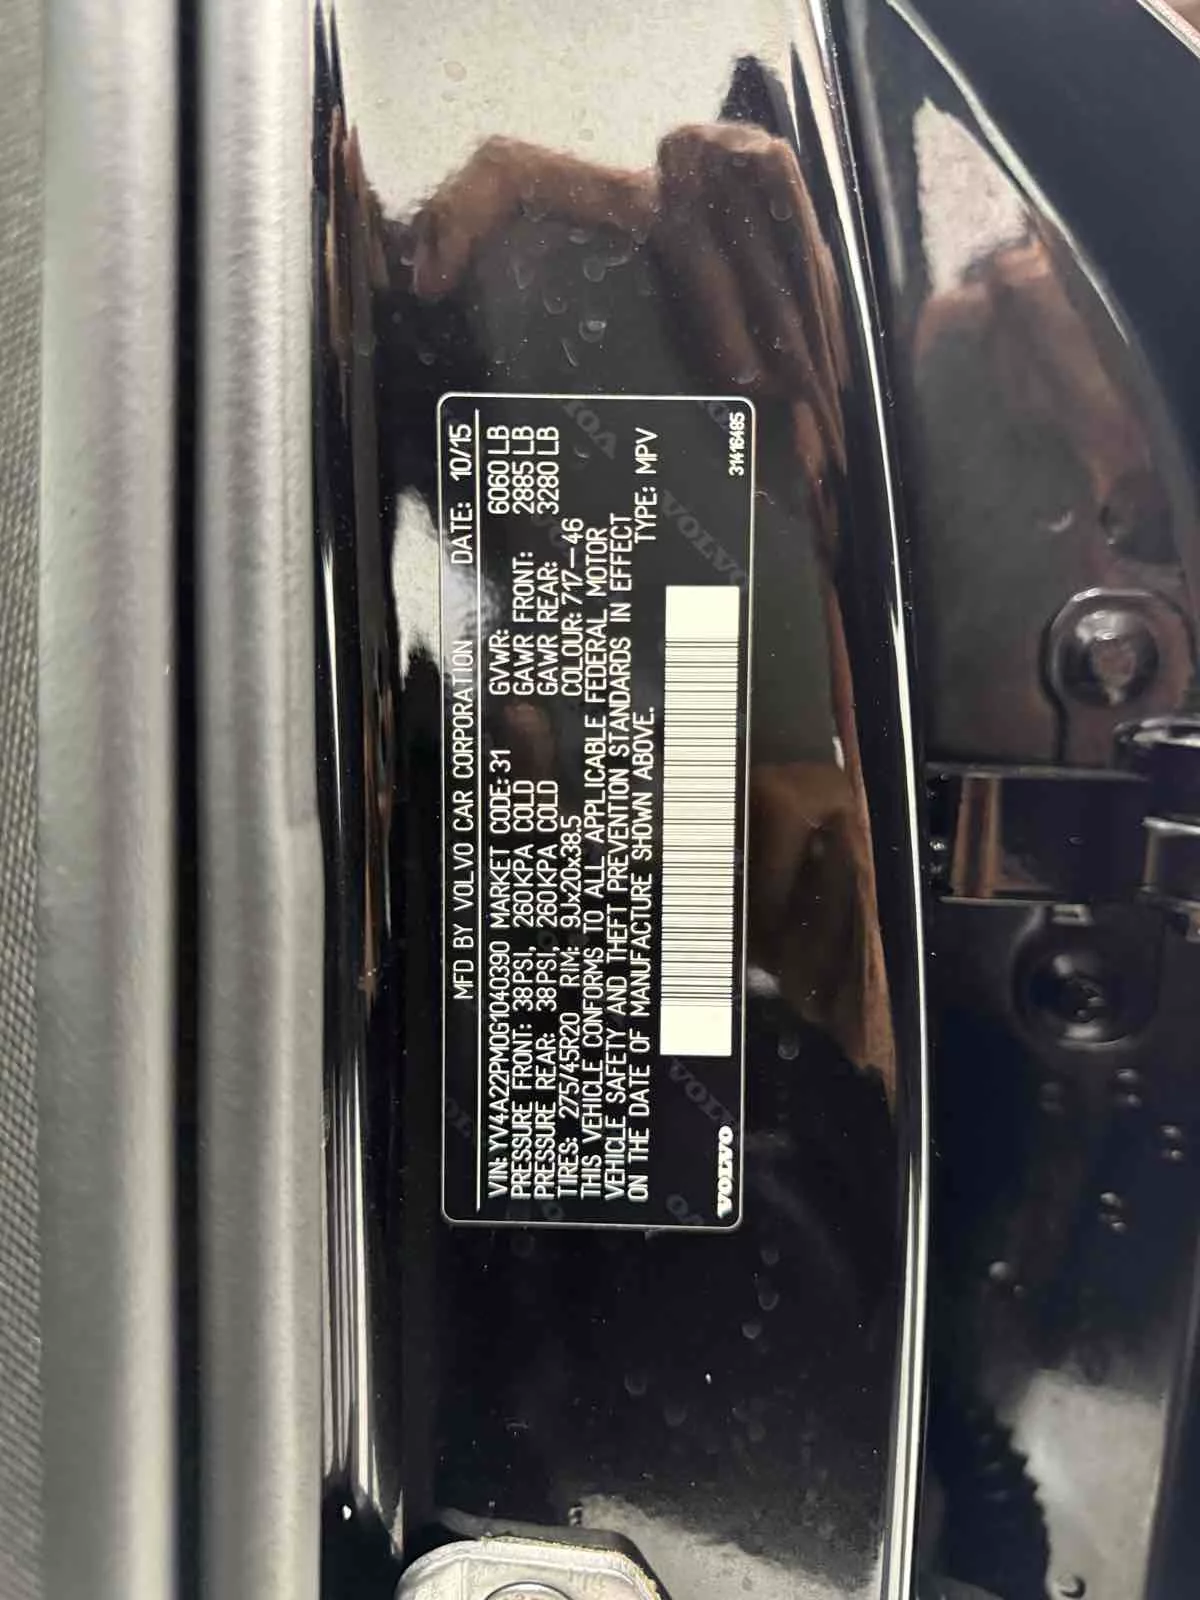 MFD BY VOLVO CAR CORPORATION DATE: 10/15
VIN: YV4A22PM0G1040390 MARKET CODE: 31 GVWR: 6060 LB
PRESSURE FRONT: 38PSI, 260KPA COLD GAWR FRONT: 2885 LB
PRESSURE REAR: 38PSI, 260KPA COLD GAWR REAR: 3280 LB
TIRES: 275/45R20 RIM: 9Jx20x38.5 COLOUR: 717-46
THIS VEHICLE CONFORMS TO ALL APPLICABLE FEDERAL MOTOR
VEHICLE SAFETY AND THEFT PREVENTION STANDARDS IN EFFECT
ON THE DATE OF MANUFACTURE SHOWN ABOVE. TYPE: MPV
VOLVO 31416485